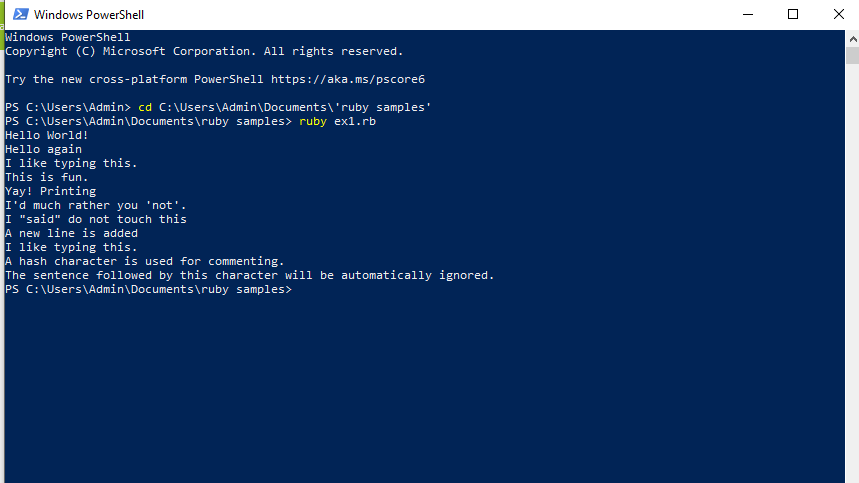 Windows PowerShell
Windows PowerShell
Copyright (C) Microsoft Corporation. All rights reserved.
Try the new cross-platform PowerShell https://aka.ms/pscore6
PS C:\Users\Admin> cd C:\Users\Admin\Documents\'ruby samples'
PS C:\Users\Admin\Documents\ruby samples> ruby ex1.rb
Hello World!
Hello again
I like typing this.
This is fun.
Yay! Printing
I'd much rather you 'not'.
I "said" do not touch this
A new line is added
I like typing this.
A hash character is used for commenting.
The sentence followed by this character will be automatically ignored.
PS C:\Users\Admin\Documents\ruby samples>